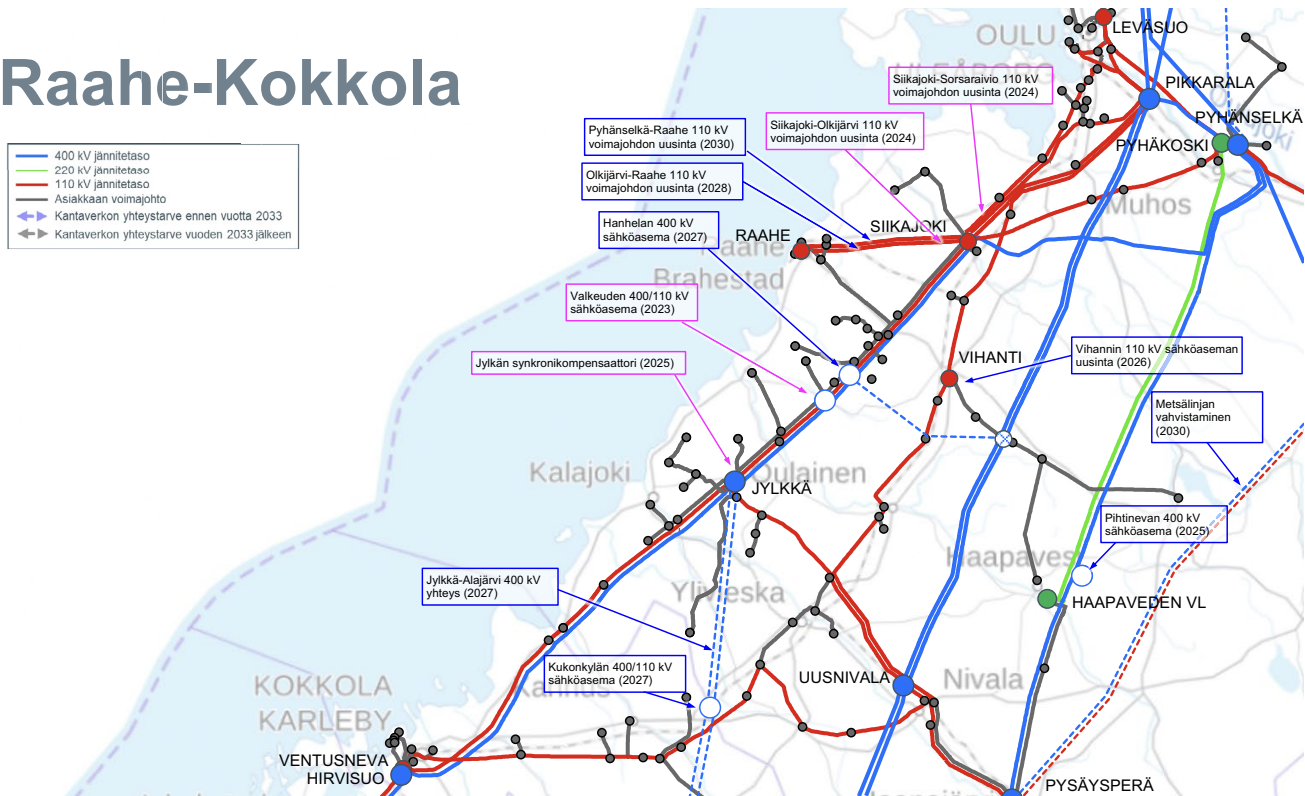 Raahe-Kokkola
400 kV jännitetaso
220 kV jännitetaso
110 kV jännitetaso
Asiakkaan voimajohto
Kantaverkon yhteystarve ennen vuotta 2033
Kantaverkon yhteystarve vuoden 2033 jälkeen
OULU
LEVÄSUO
Siikajoki-Sorsaraivio 110 kV
voimajohdon uusinta (2024)
PIKKARALA
PYHÄNSELKÄ
Pyhänselkä-Raahe 110 kV
voimajohdon uusinta (2030)
Siikajoki-Olkijärvi 110 kV
voimajohdon uusinta (2024)
PYHÄKOSKI
Olkijärvi-Raahe 110 kV
voimajohdon uusinta (2028)
Muhos
Hanhelan 400 kV
sähköasema (2027)
SIIKAJOKI
RAAHE
Raahe
Brahestad
Valkeuden 400/110 kV
sähköasema (2023)
Jylkän synkronikompensaattori (2025)
VIHANTI
Vihannin 110 kV sähköaseman
uusinta (2026)
Metsälinjan
vahvistaminen
(2030)
Kalajoki
Oulainen
JYLKKÄ
Pihtinevan 400 kV
sähköasema (2025)
Jylkkä-Alajärvi 400 kV
yhteys (2027)
Ylivieska
HAAPAVEDEN VL
Kukonkylän 400/110 kV
sähköasema (2027)
UUSNIVALA
Nivala
KOKKOLA
KARLEBY
VENTUSNEVA
HIRVISUO
PYSÄYSPERÄ